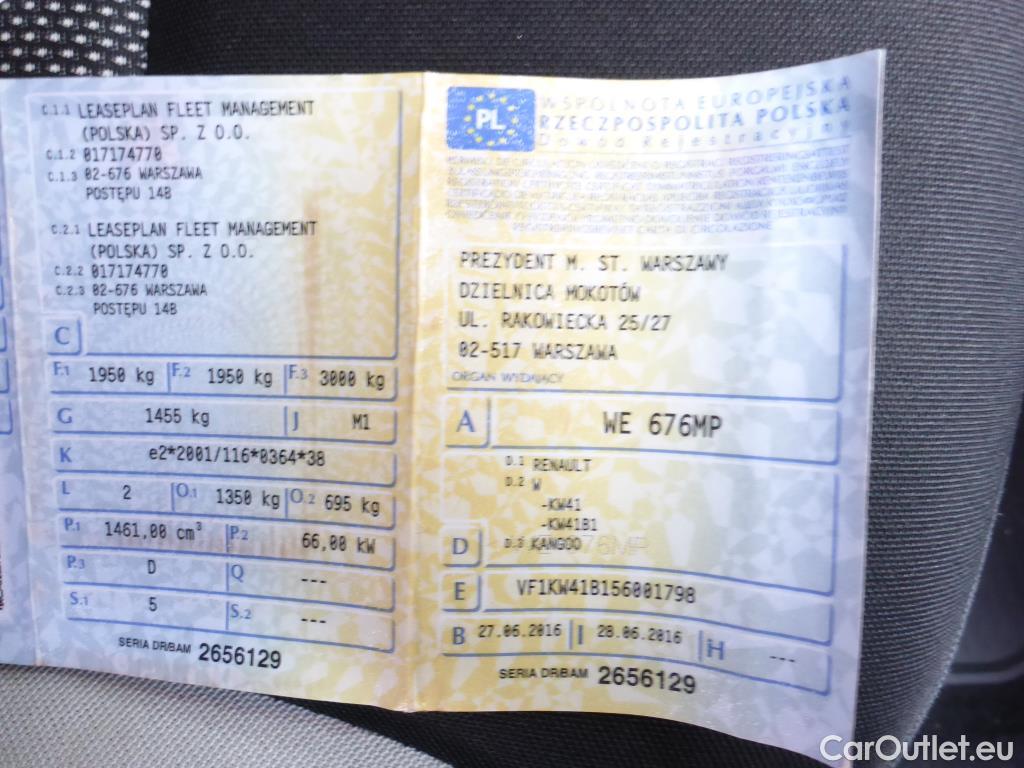 C.1.1 LEASEPLAN FLEET MANAGEMENT
(POLSKA) SP. Z O.O.
C.1.2 017174770
C.1.3 02-676 WARSZAWA
POSTĘPU 14B
C.2.1 LEASEPLAN FLEET MANAGEMENT
(POLSKA) SP. Z O.O.
C.2.2 017174770
C.2.3 02-676 WARSZAWA
POSTĘPU 14B
C
F.1 1950 kg F.2 1950 kg F.3 3000 kg
G 1455 kg J M1
K e2*2001/116*0364*38
L 2 O.1 1350 kg O.2 695 kg
P.1 1461,00 cm³ P.2 66,00 kW
P.3 D Q ---
S.1 5 S.2 ---
SERIA DR/BAM 2656129
PL
WSPÓLNOTA EUROPEJSKA
RZECZPOSPOLITA POLSKA
Dowód Rejestracyjny
PREZYDENT M. ST. WARSZAWY
DZIELNICA MOKOTÓW
UL. RAKOWIECKA 25/27
02-517 WARSZAWA
ORGAN WYDAJĄCY
A WE 676MP
D.1 RENAULT
D.2 W
-KW41
-KW41B1
D D.3 KANGOO
E VF1KW41B156001798
B 27.06.2016 I 28.06.2016 H ---
SERIA DR/BAM 2656129
CarOutlet.eu